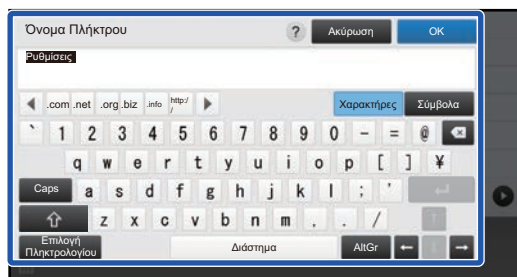 Όνομα Πλήκτρου ? Ακύρωση OK
Ρυθμίσεις
.com .net .org .biz .info http:/ Χαρακτήρες Σύμβολα
/
` 1 2 3 4 5 6 7 8 9 0 - = @
q w e r t y u i o p [ ] ¥
Caps a s d f g h j k l ; '
z x c v b n m , . /
Επιλογή
Πληκτρολογίου Διάστημα AltGr